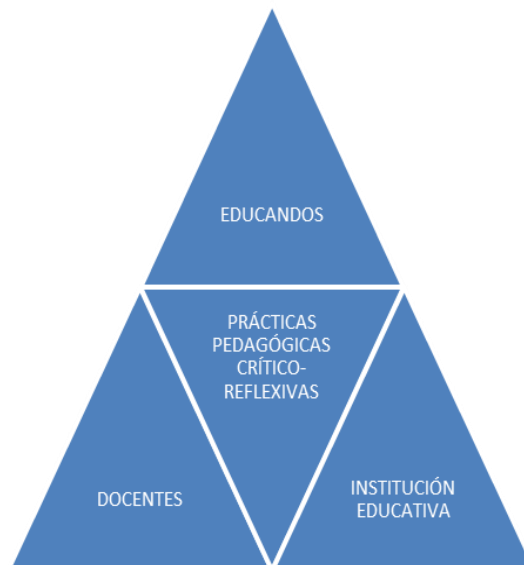 EDUCANDOS
PRÁCTICAS
PEDAGÓGICAS
CRÍTICO-
REFLEXIVAS
DOCENTES
INSTITUCIÓN
EDUCATIVA